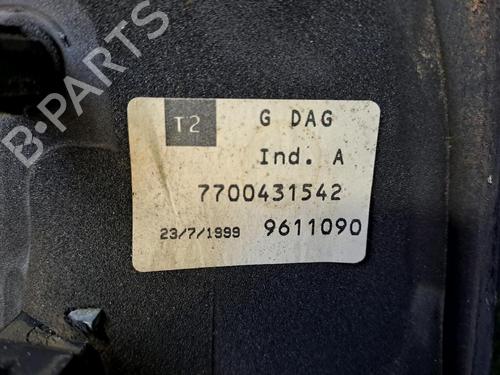 B-PARTS
T2
G DAG
Ind. A
7700431542
23/7/1999 9611090